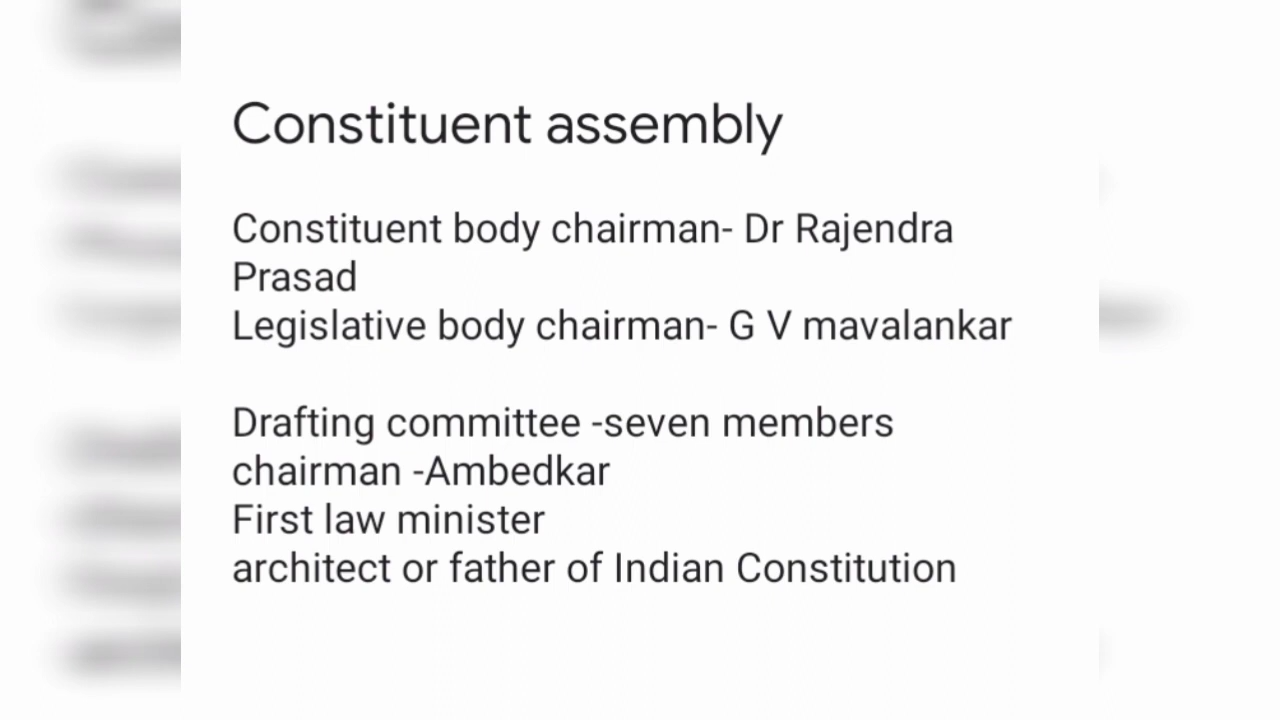 Constituent assembly
Constituent body chairman- Dr Rajendra
Prasad
Legislative body chairman- G V mavalankar
Drafting committee -seven members
chairman -Ambedkar
First law minister
architect or father of Indian Constitution